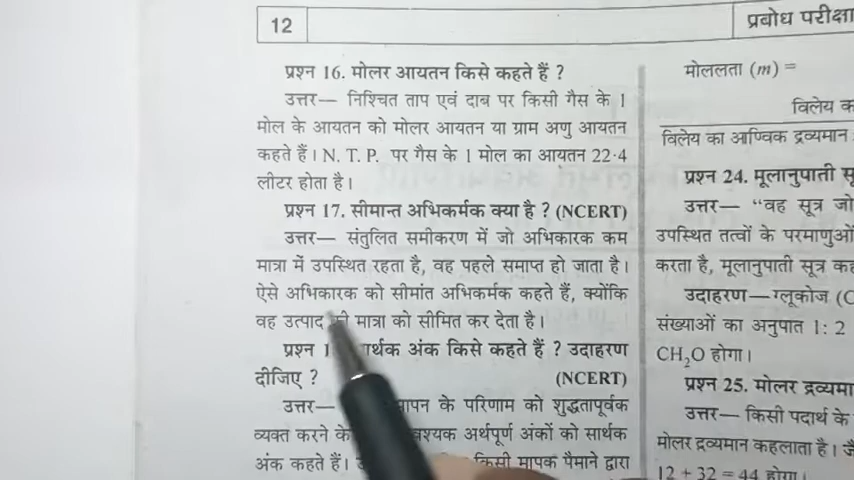 12
प्रबोध परीक्षा
प्रश्न 16. मोलर आयतन किसे कहते हैं ?
उत्तर— निश्चित ताप एवं दाब पर किसी गैस के 1
मोल के आयतन को मोलर आयतन या ग्राम अणु आयतन
कहते हैं। N. T. P. पर गैस के 1 मोल का आयतन 22·4
लीटर होता है।
प्रश्न 17. सीमान्त अभिकर्मक क्या है ? (NCERT)
उत्तर— संतुलित समीकरण में जो अभिकारक कम
मात्रा में उपस्थित रहता है, वह पहले समाप्त हो जाता है।
ऐसे अभिकारक को सीमांत अभिकर्मक कहते हैं, क्योंकि
वह उत्पाद की मात्रा को सीमित कर देता है।
प्रश्न 1 र्थक अंक किसे कहते हैं ? उदाहरण
दीजिए ? (NCERT)
उत्तर— मापन के परिणाम को शुद्धतापूर्वक
व्यक्त करने के वश्यक अर्थपूर्ण अंकों को सार्थक
अंक कहते हैं। किसी मापक पैमाने द्वारा
मोललता (m) =
विलेय क
विलेय का आण्विक द्रव्यमान
प्रश्न 24. मूलानुपाती सू
उत्तर— “वह सूत्र जो
उपस्थित तत्वों के परमाणुओं
करता है, मूलानुपाती सूत्र कह
उदाहरण—ग्लूकोज (C
संख्याओं का अनुपात 1: 2
CH₂O होगा।
प्रश्न 25. मोलर द्रव्यमा
उत्तर— किसी पदार्थ के
मोलर द्रव्यमान कहलाता है। जै
12 + 32 = 44 होगा।